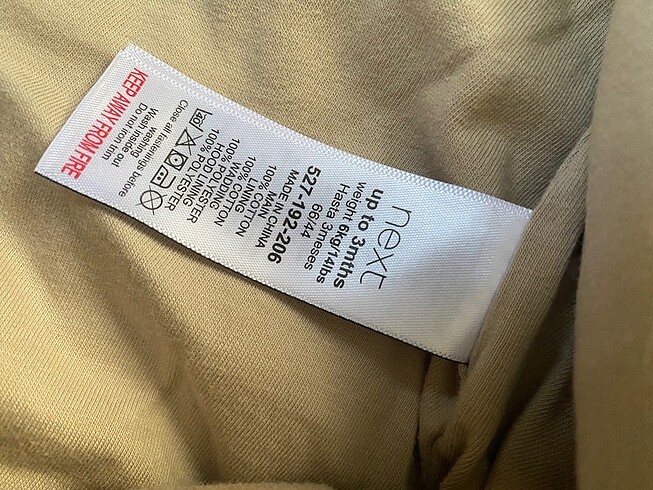 next
up to 3mths
weight 6kg/14lbs
Hasta 3meses
66/44
527-192-206
MADE IN CHINA
MAIN
100% COTTON
LINING
100% COTTON
WADDING
100% POLYESTER
HOOD LINING
100% POLYESTER
40
Close all fastenings before
washing
Wash inside out
Do not iron trim
KEEP AWAY FROM FIRE